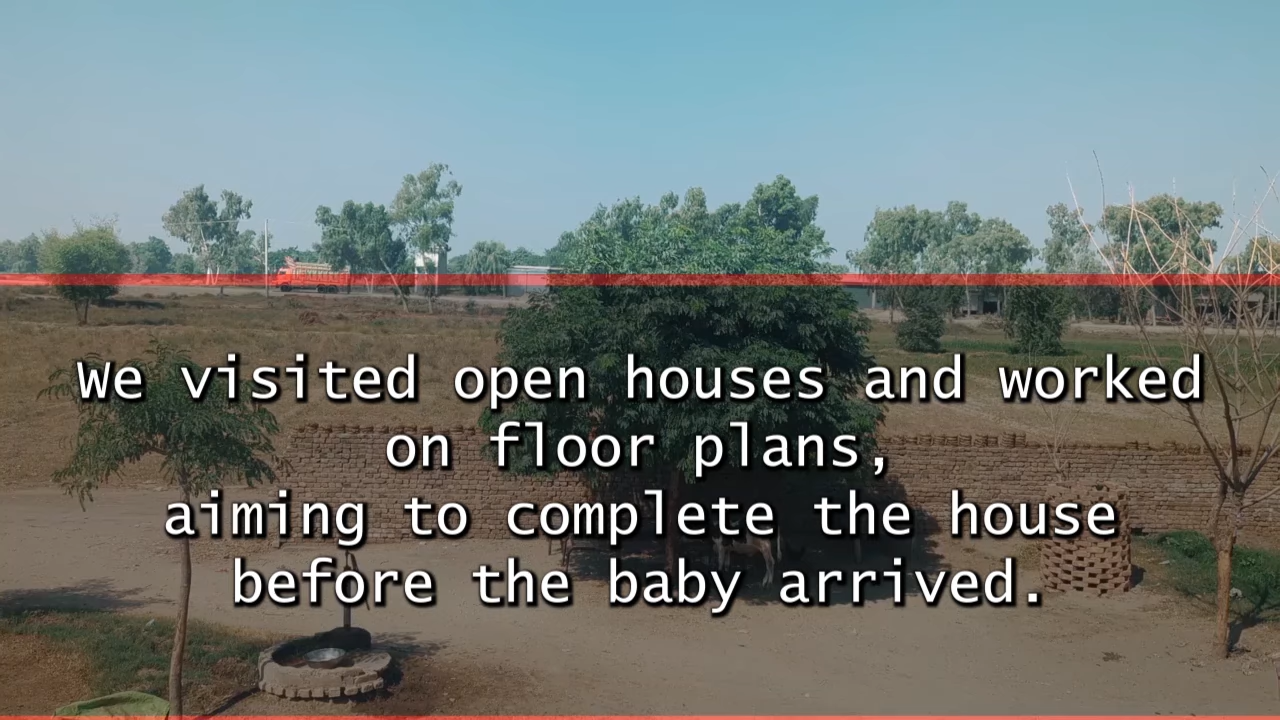 We visited open houses and worked
on floor plans,
aiming to complete the house
before the baby arrived.